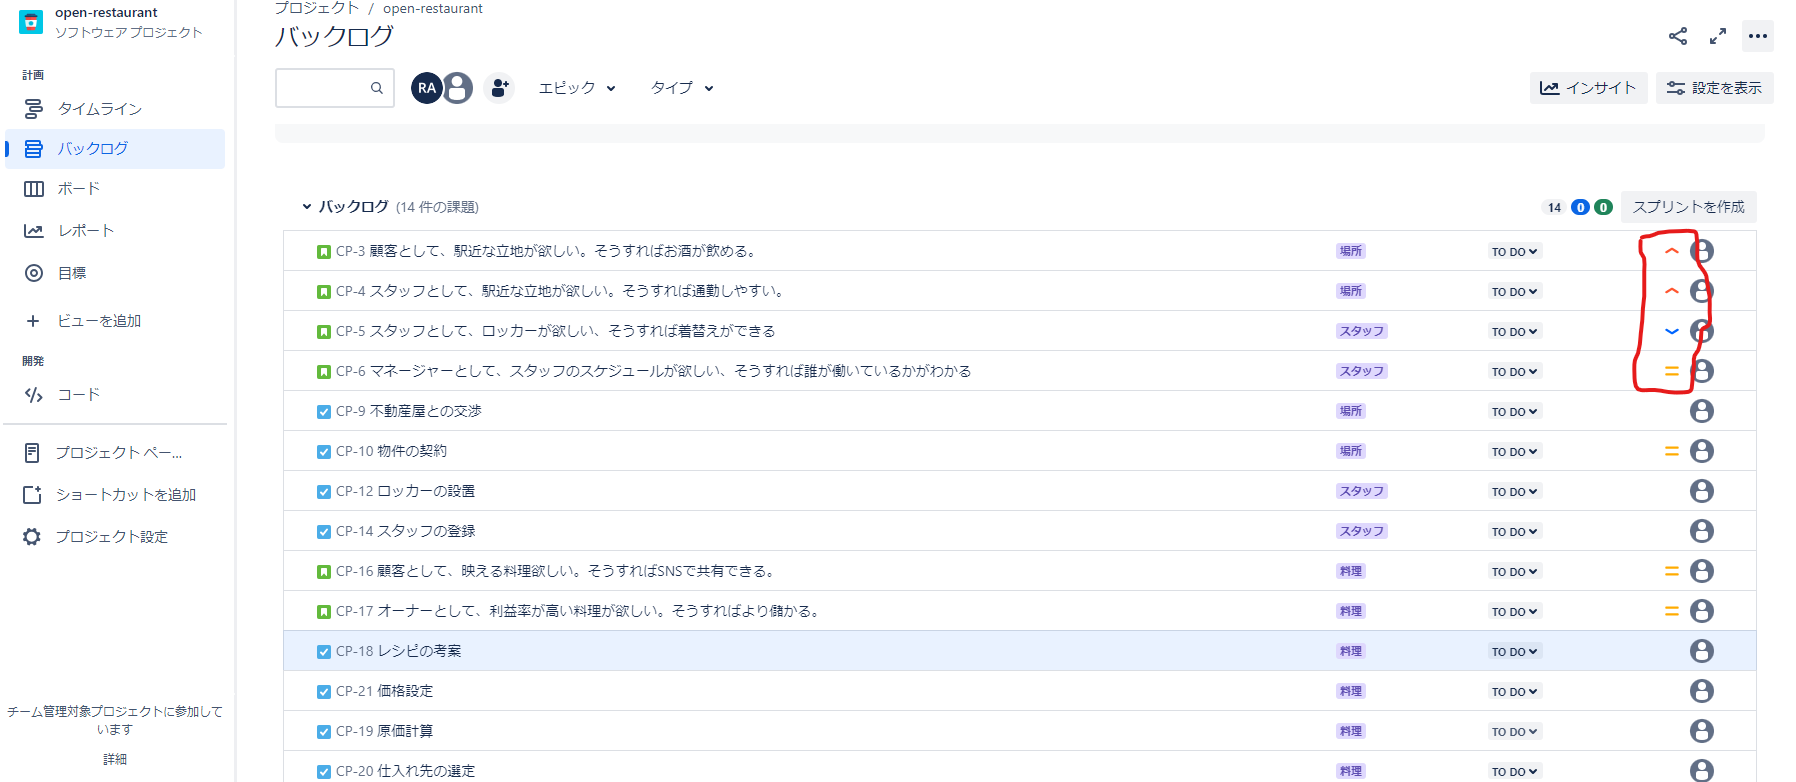 open-restaurant
ソフトウェア プロジェクト
計画
タイムライン
バックログ
ボード
レポート
目標
ビューを追加
開発
コード
プロジェクト ペー...
ショートカットを追加
プロジェクト設定
チーム管理対象プロジェクトに参加して
います
詳細
プロジェクト / open-restaurant
バックログ
RA エピック タイプ インサイト 設定を表示
バックログ (14 件の課題) 14 0 0 スプリントを作成
CP-3 顧客として、駅近な立地が欲しい。そうすればお酒が飲める。 場所 TO DO
CP-4 スタッフとして、駅近な立地が欲しい。そうすれば通勤しやすい。 場所 TO DO
CP-5 スタッフとして、ロッカーが欲しい、そうすれば着替えができる スタッフ TO DO
CP-6 マネージャーとして、スタッフのスケジュールが欲しい、そうすれば誰が働いているかがわかる スタッフ TO DO
CP-9 不動産屋との交渉 場所 TO DO
CP-10 物件の契約 場所 TO DO
CP-12 ロッカーの設置 スタッフ TO DO
CP-14 スタッフの登録 スタッフ TO DO
CP-16 顧客として、映える料理欲しい。そうすればSNSで共有できる。 料理 TO DO
CP-17 オーナーとして、利益率が高い料理が欲しい。そうすればより儲かる。 料理 TO DO
CP-18 レシピの考案 料理 TO DO
CP-21 価格設定 料理 TO DO
CP-19 原価計算 料理 TO DO
CP-20 仕入れ先の選定 料理 TO DO